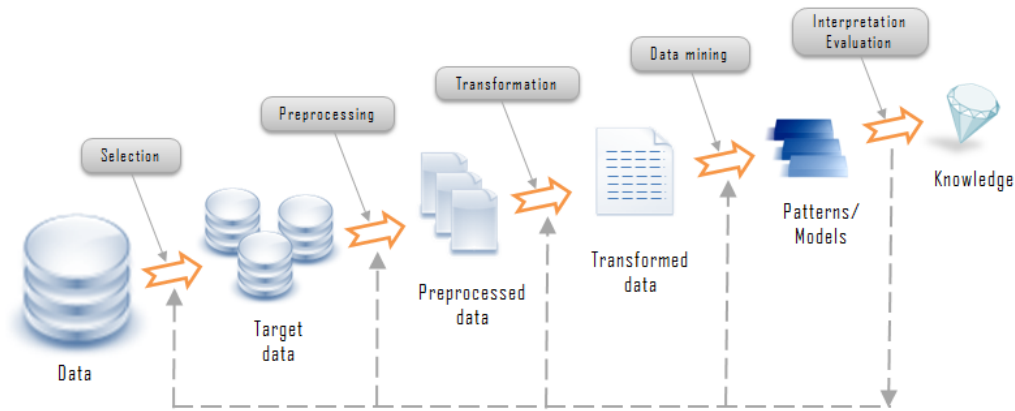 Interpretation
Evaluation
Data mining
Transformation
Preprocessing
Selection
Knowledge
Patterns/
Models
Transformed
data
Preprocessed
data
Target
data
Data